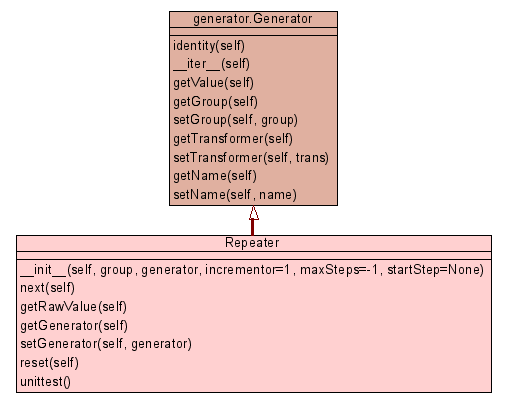 generator.Generator
identity(self)
__iter__(self)
getValue(self)
getGroup(self)
setGroup(self, group)
getTransformer(self)
setTransformer(self, trans)
getName(self)
setName(self, name)
Repeater
__init__(self, group, generator, incrementor=1, maxSteps=-1, startStep=None)
next(self)
getRawValue(self)
getGenerator(self)
setGenerator(self, generator)
reset(self)
unittest()